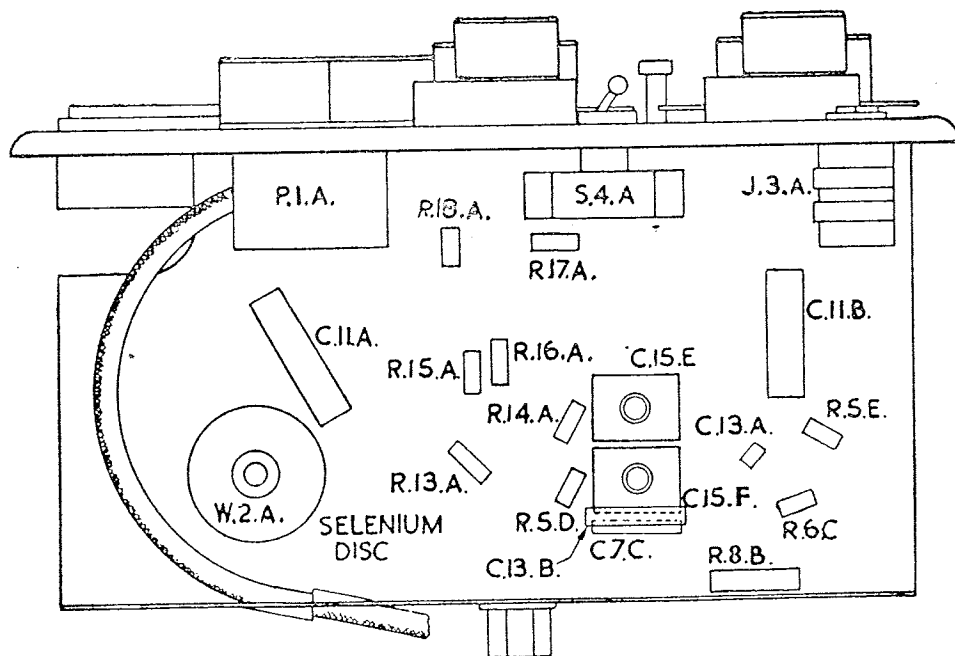 P.1.A.
R.18.A.
S.4.A
J.3.A.
R.17.A.
C.11.A.
C.11.B.
R.15.A.
R.16.A.
C.15.E
R.14.A.
C.13.A.
R.5.E.
R.13.A.
W.2.A.
SELENIUM
DISC
R.5.D.
C.15.F.
R.6.C
C.13.B.
C.7.C.
R.8.B.